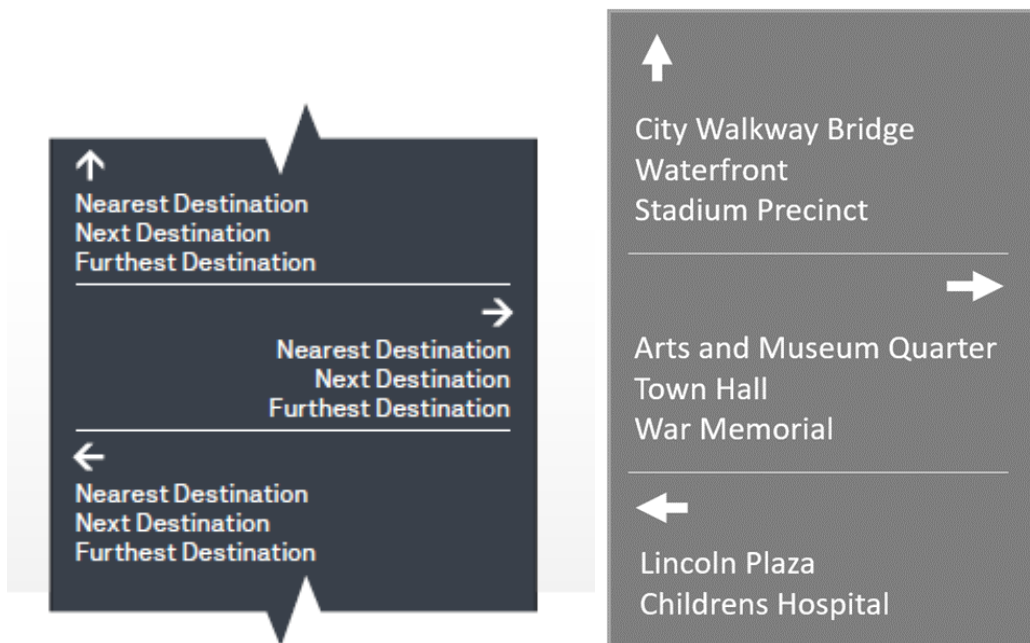 Nearest Destination
Next Destination
Furthest Destination
Nearest Destination
Next Destination
Furthest Destination
Nearest Destination
Next Destination
Furthest Destination
City Walkway Bridge
Waterfront
Stadium Precinct
Arts and Museum Quarter
Town Hall
War Memorial
Lincoln Plaza
Childrens Hospital